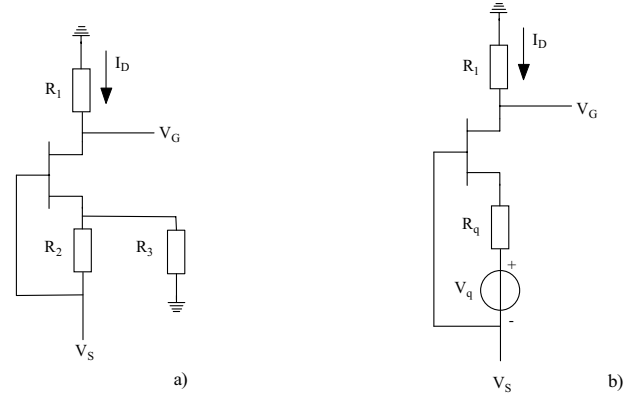 I_D
R_1
V_G
R_2
R_3
V_S
a)
I_D
R_1
V_G
R_q
+
V_q
-
V_S
b)